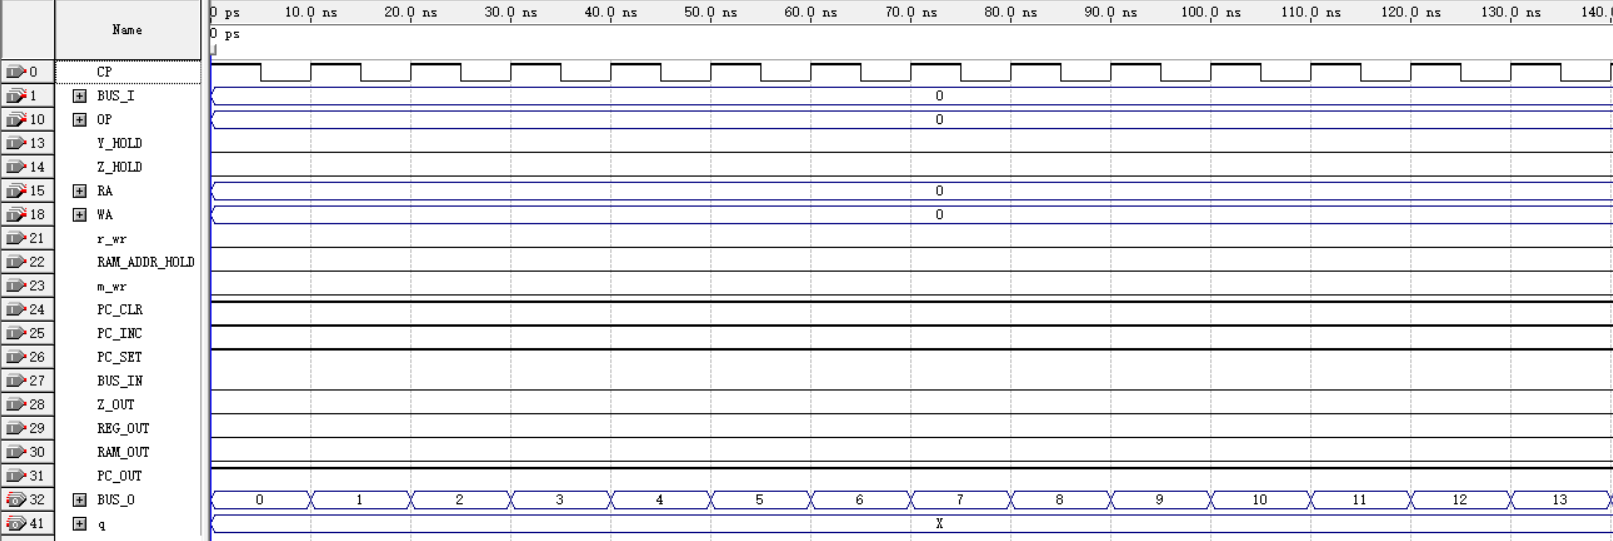 0 ps 10.0 ns 20.0 ns 30.0 ns 40.0 ns 50.0 ns 60.0 ns 70.0 ns 80.0 ns 90.0 ns 100.0 ns 110.0 ns 120.0 ns 130.0 ns 140.
Name
0 ps
0 CP
1 BUS_I 0
10 OP 0
13 Y_HOLD
14 Z_HOLD
15 RA 0
18 WA 0
21 r_wr
22 RAM_ADDR_HOLD
23 m_wr
24 PC_CLR
25 PC_INC
26 PC_SET
27 BUS_IN
28 Z_OUT
29 REG_OUT
30 RAM_OUT
31 PC_OUT
32 BUS_O 0 1 2 3 4 5 6 7 8 9 10 11 12 13
41 q X